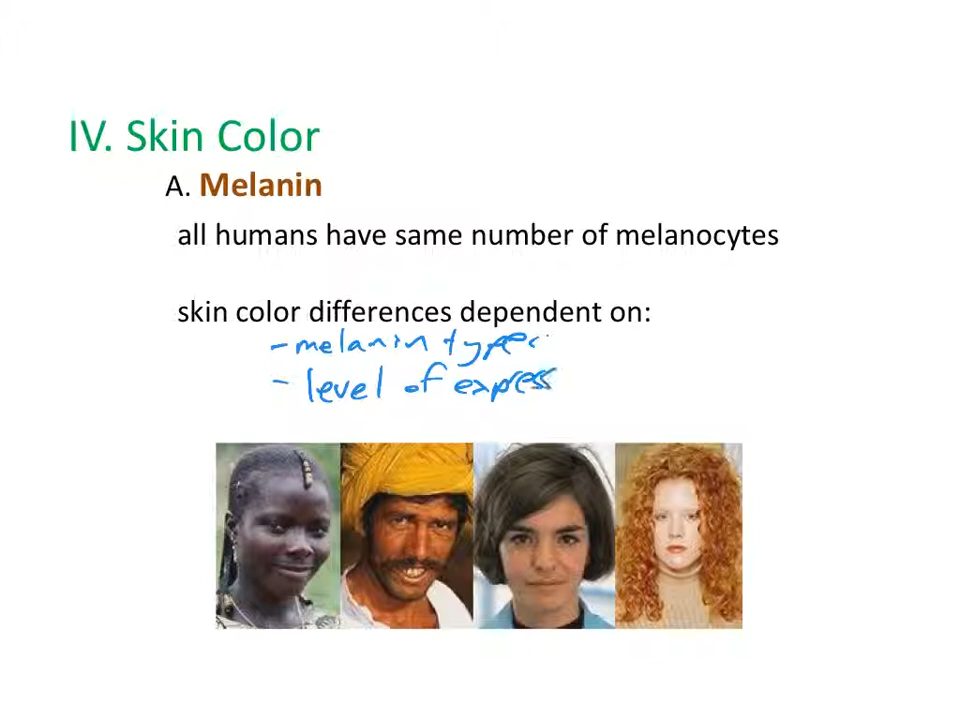 IV. Skin Color
A. Melanin
all humans have same number of melanocytes
skin color differences dependent on:
- melanin type
- level of express